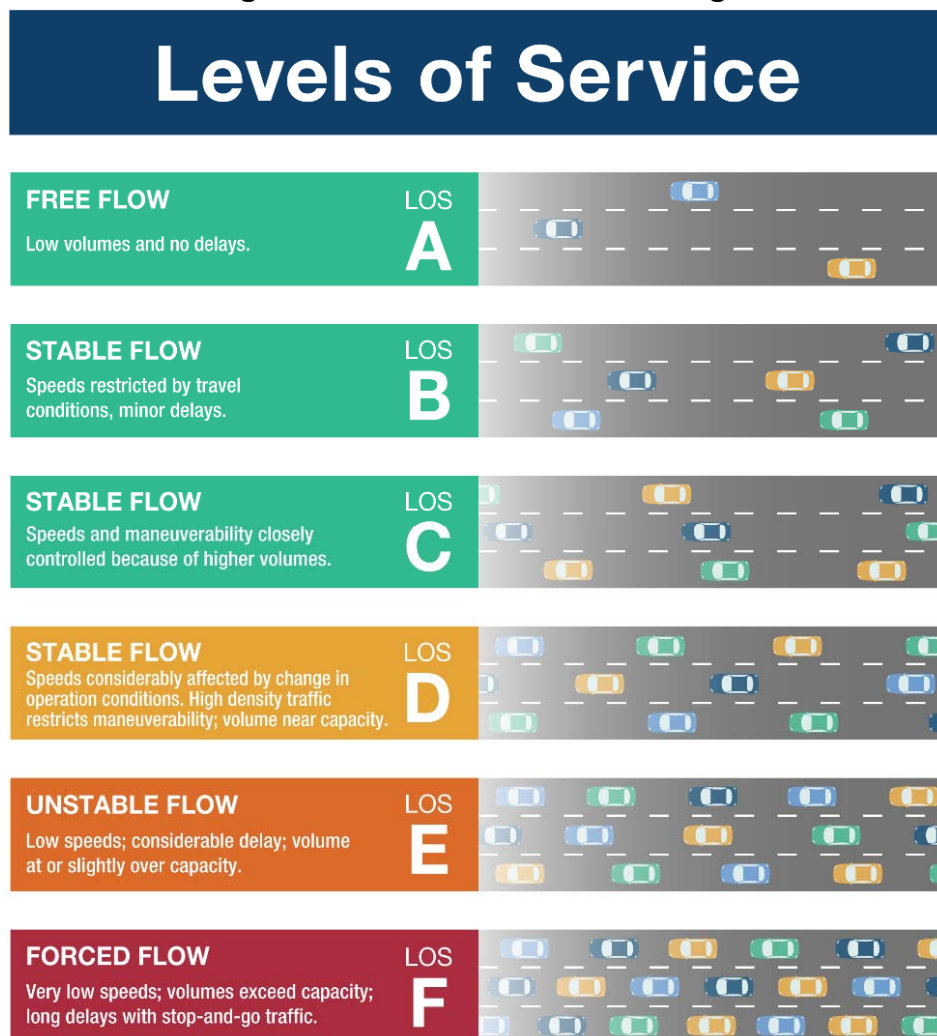 Levels of Service
FREE FLOW
Low volumes and no delays.
LOS
A
STABLE FLOW
Speeds restricted by travel
conditions, minor delays.
LOS
B
STABLE FLOW
Speeds and maneuverability closely
controlled because of higher volumes.
LOS
C
STABLE FLOW
Speeds considerably affected by change in
operation conditions. High density traffic
restricts maneuverability; volume near capacity.
LOS
D
UNSTABLE FLOW
Low speeds; considerable delay; volume
at or slightly over capacity.
LOS
E
FORCED FLOW
Very low speeds; volumes exceed capacity;
long delays with stop-and-go traffic.
LOS
F